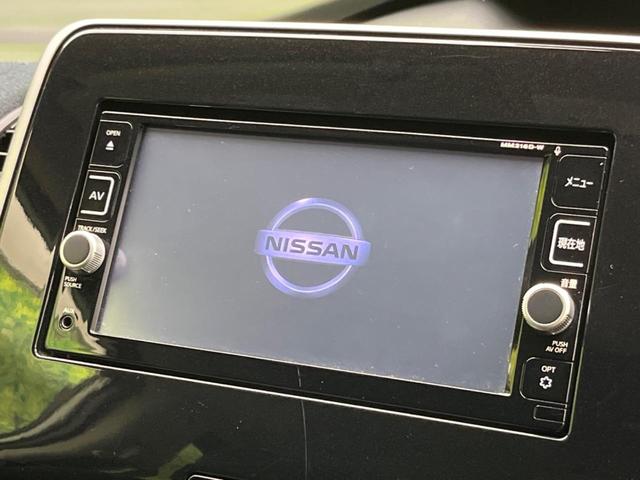 OPEN
MM316D-W
AV
メニュー
TRACK/SEEK
現在地
NISSAN
PUSH
SOURCE
音量
AUX
PUSH
AV OFF
OPT